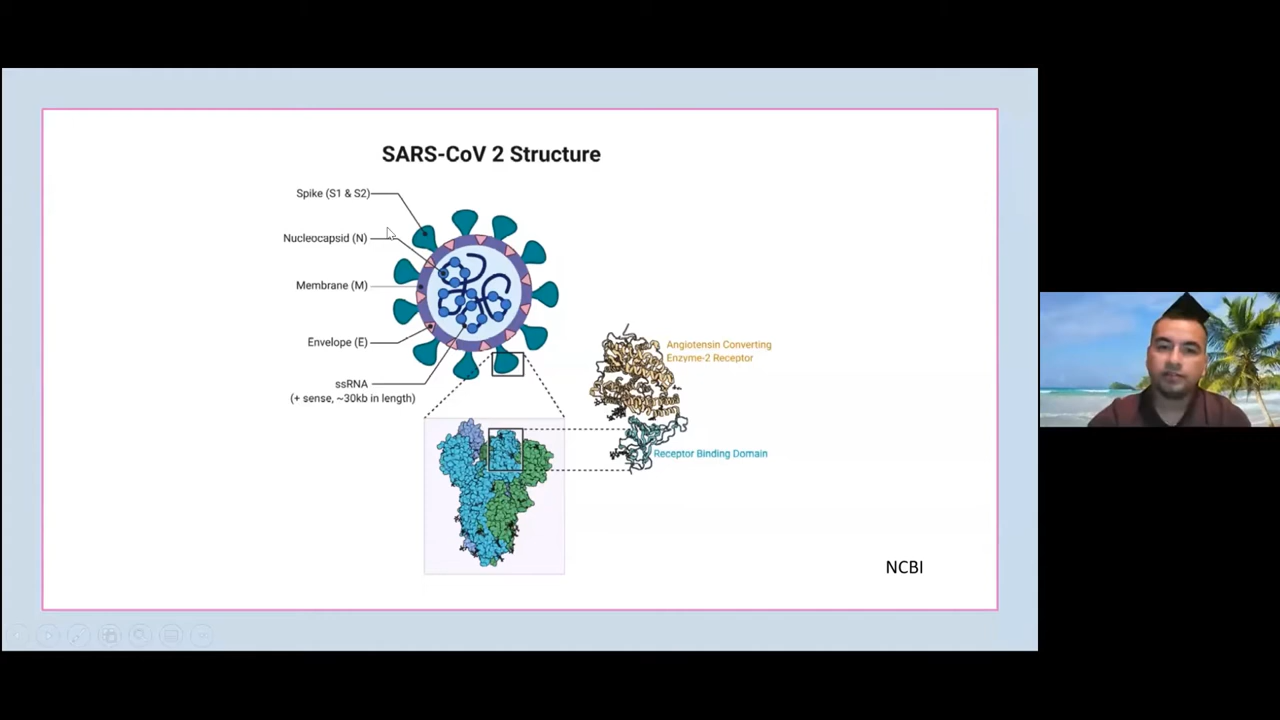 SARS-CoV 2 Structure
Spike (S1 & S2)
Nucleocapsid (N)
Membrane (M)
Envelope (E)
ssRNA
(+ sense, ~30kb in length)
Angiotensin Converting
Enzyme-2 Receptor
Receptor Binding Domain
NCBI